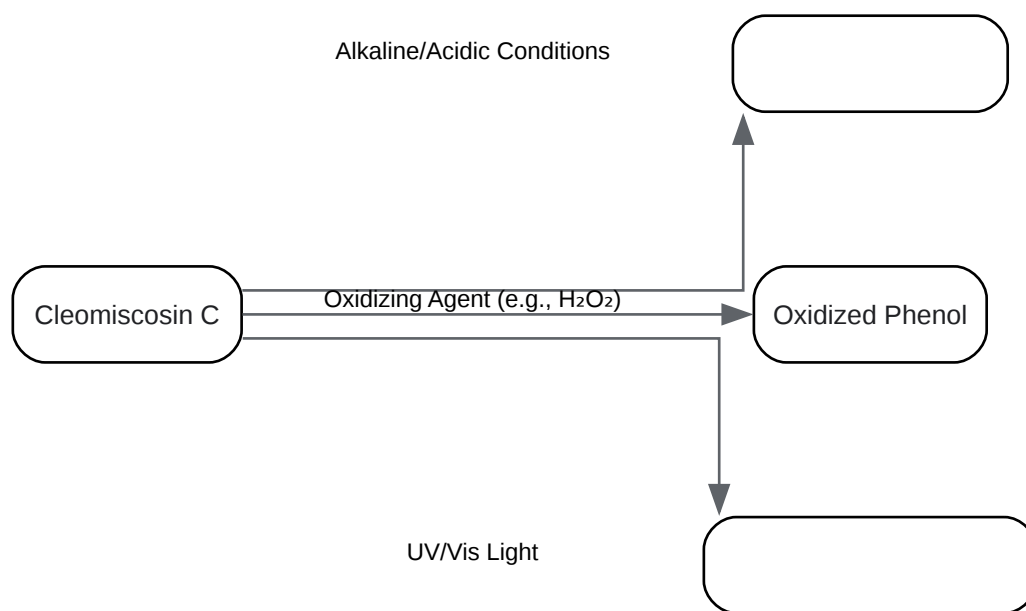 Alkaline/Acidic Conditions
Cleomiscosin C
Oxidizing Agent (e.g., H₂O₂)
Oxidized Phenol
UV/Vis Light